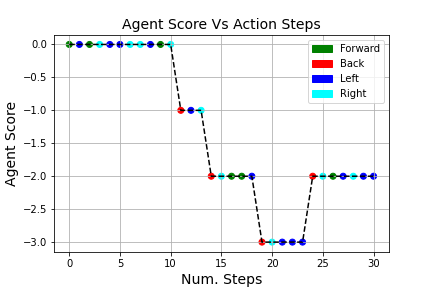 Agent Score Vs Action Steps
Agent Score
0.0
−0.5
−1.0
−1.5
−2.0
−2.5
−3.0
Forward
Back
Left
Right
0 5 10 15 20 25 30
Num. Steps